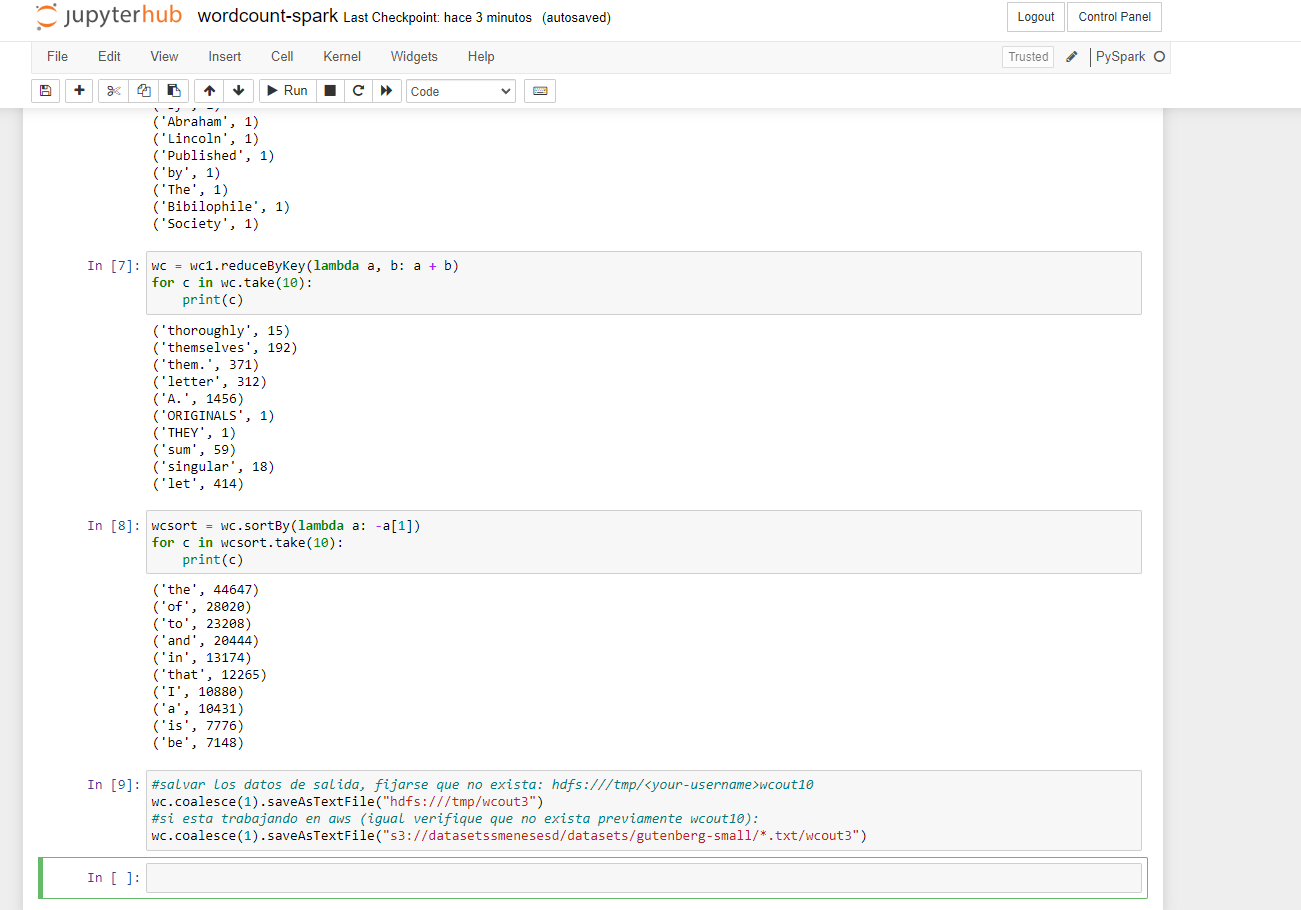 jupyterhub wordcount-spark Last Checkpoint: hace 3 minutos (autosaved)
Logout Control Panel
File Edit View Insert Cell Kernel Widgets Help
Trusted PySpark
Run Code
('Abraham', 1)
('Lincoln', 1)
('Published', 1)
('by', 1)
('The', 1)
('Bibilophile', 1)
('Society', 1)
In [7]: wc = wc1.reduceByKey(lambda a, b: a + b)
for c in wc.take(10):
    print(c)
('thoroughly', 15)
('themselves', 192)
('them.', 371)
('letter', 312)
('A.', 1456)
('ORIGINALS', 1)
('THEY', 1)
('sum', 59)
('singular', 18)
('let', 414)
In [8]: wcsort = wc.sortBy(lambda a: -a[1])
for c in wcsort.take(10):
    print(c)
('the', 44647)
('of', 28020)
('to', 23208)
('and', 20444)
('in', 13174)
('that', 12265)
('I', 10880)
('a', 10431)
('is', 7776)
('be', 7148)
In [9]: #salvar los datos de salida, fijarse que no exista: hdfs:///tmp/<your-username>wcout10
wc.coalesce(1).saveAsTextFile("hdfs:///tmp/wcout3")
#si esta trabajando en aws (igual verifique que no exista previamente wcout10):
wc.coalesce(1).saveAsTextFile("s3://datasetssmenesesd/datasets/gutenberg-small/*.txt/wcout3")
In [ ]: